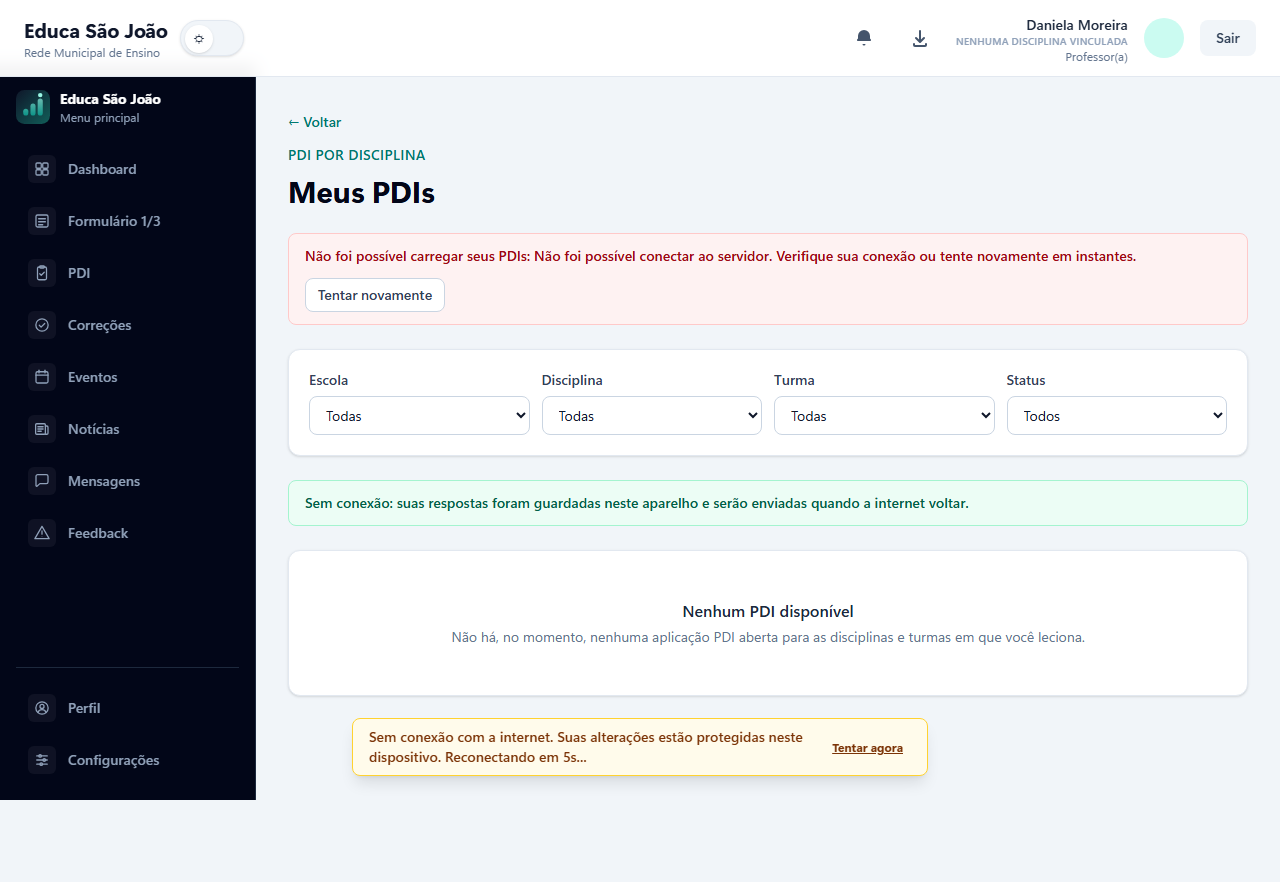 Educa São João
Rede Municipal de Ensino
Daniela Moreira
NENHUMA DISCIPLINA VINCULADA
Professor(a)
Sair
Educa São João
Menu principal
Dashboard
Formulário 1/3
PDI
Correções
Eventos
Notícias
Mensagens
Feedback
Perfil
Configurações
← Voltar
PDI POR DISCIPLINA
Meus PDIs
Não foi possível carregar seus PDIs: Não foi possível conectar ao servidor. Verifique sua conexão ou tente novamente em instantes.
Tentar novamente
Escola
Disciplina
Turma
Status
Todas
Todas
Todas
Todos
Sem conexão: suas respostas foram guardadas neste aparelho e serão enviadas quando a internet voltar.
Nenhum PDI disponível
Não há, no momento, nenhuma aplicação PDI aberta para as disciplinas e turmas em que você leciona.
Sem conexão com a internet. Suas alterações estão protegidas neste
dispositivo. Reconectando em 5s...
Tentar agora